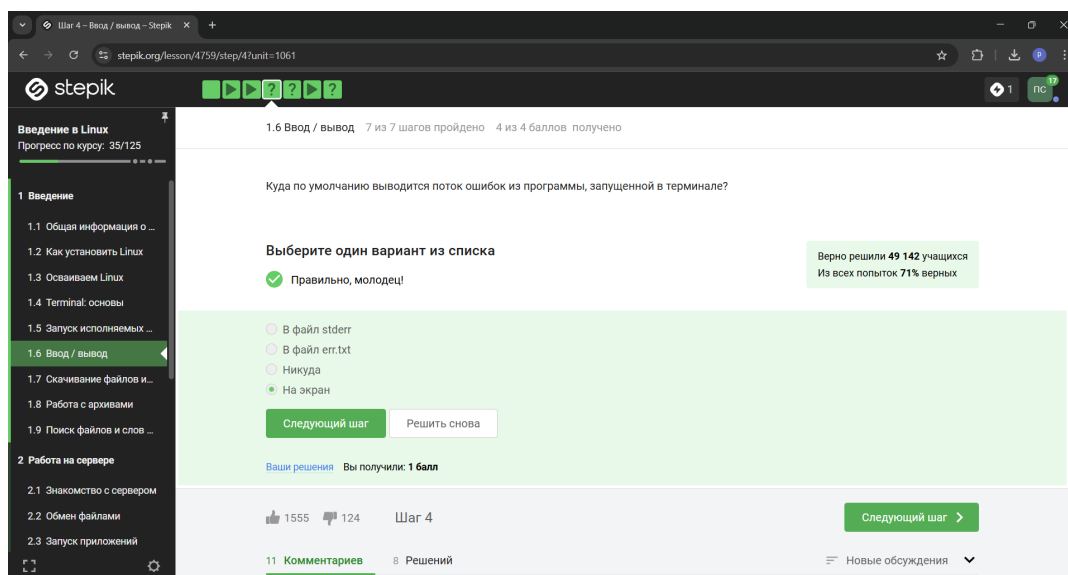 Шаг 4 – Ввод / вывод – Stepik
stepik.org/lesson/4759/step/4?unit=1061
P
stepik
? ? ?
1
ПС
17
Введение в Linux
Прогресс по курсу: 35/125
1 Введение
1.1 Общая информация о ...
1.2 Как установить Linux
1.3 Осваиваем Linux
1.4 Terminal: основы
1.5 Запуск исполняемых ...
1.6 Ввод / вывод
1.7 Скачивание файлов и...
1.8 Работа с архивами
1.9 Поиск файлов и слов ...
2 Работа на сервере
2.1 Знакомство с сервером
2.2 Обмен файлами
2.3 Запуск приложений
1.6 Ввод / вывод 7 из 7 шагов пройдено 4 из 4 баллов получено
Куда по умолчанию выводится поток ошибок из программы, запущенной в терминале?
Выберите один вариант из списка
Правильно, молодец!
Верно решили 49 142 учащихся
Из всех попыток 71% верных
В файл stderr
В файл err.txt
Никуда
На экран
Следующий шаг Решить снова
Ваши решения Вы получили: 1 балл
1555 124 Шаг 4
Следующий шаг
11 Комментариев 8 Решений
Новые обсуждения